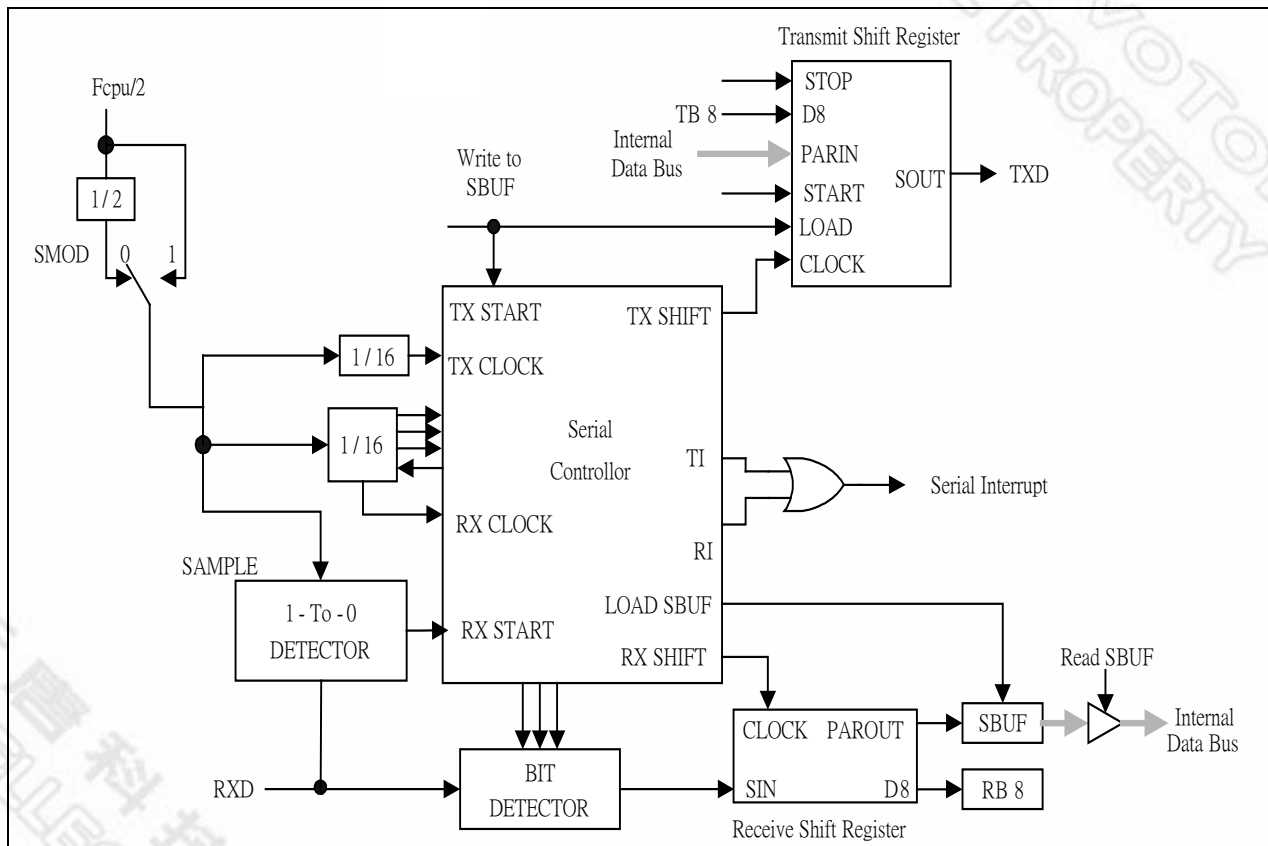 Transmit Shift Register
Fcpu/2
STOP
TB 8
D8
Internal
Data Bus
PARIN
SOUT
TXD
Write to
SBUF
START
LOAD
CLOCK
1 / 2
SMOD
0
1
TX START
TX SHIFT
1 / 16
TX CLOCK
1 / 16
Serial
Controllor
TI
Serial Interrupt
RX CLOCK
RI
SAMPLE
1 - To - 0
DETECTOR
LOAD SBUF
RX START
RX SHIFT
Read SBUF
CLOCK
PAROUT
SBUF
Internal
Data Bus
RXD
BIT
DETECTOR
SIN
D8
RB 8
Receive Shift Register
PROPERTY